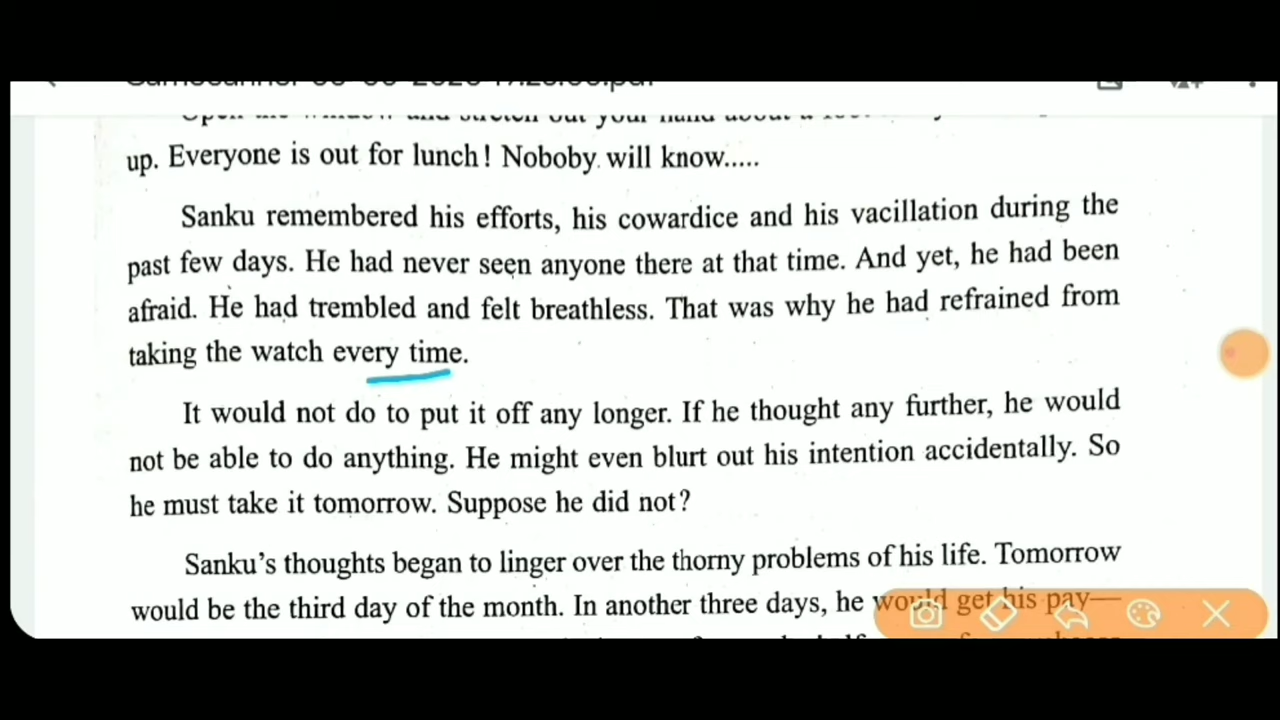 up. Everyone is out for lunch! Noboby will know.....
Sanku remembered his efforts, his cowardice and his vacillation during the
past few days. He had never seen anyone there at that time. And yet, he had been
afraid. He had trembled and felt breathless. That was why he had refrained from
taking the watch every time.
It would not do to put it off any longer. If he thought any further, he would
not be able to do anything. He might even blurt out his intention accidentally. So
he must take it tomorrow. Suppose he did not?
Sanku's thoughts began to linger over the thorny problems of his life. Tomorrow
would be the third day of the month. In another three days, he would get his pay—